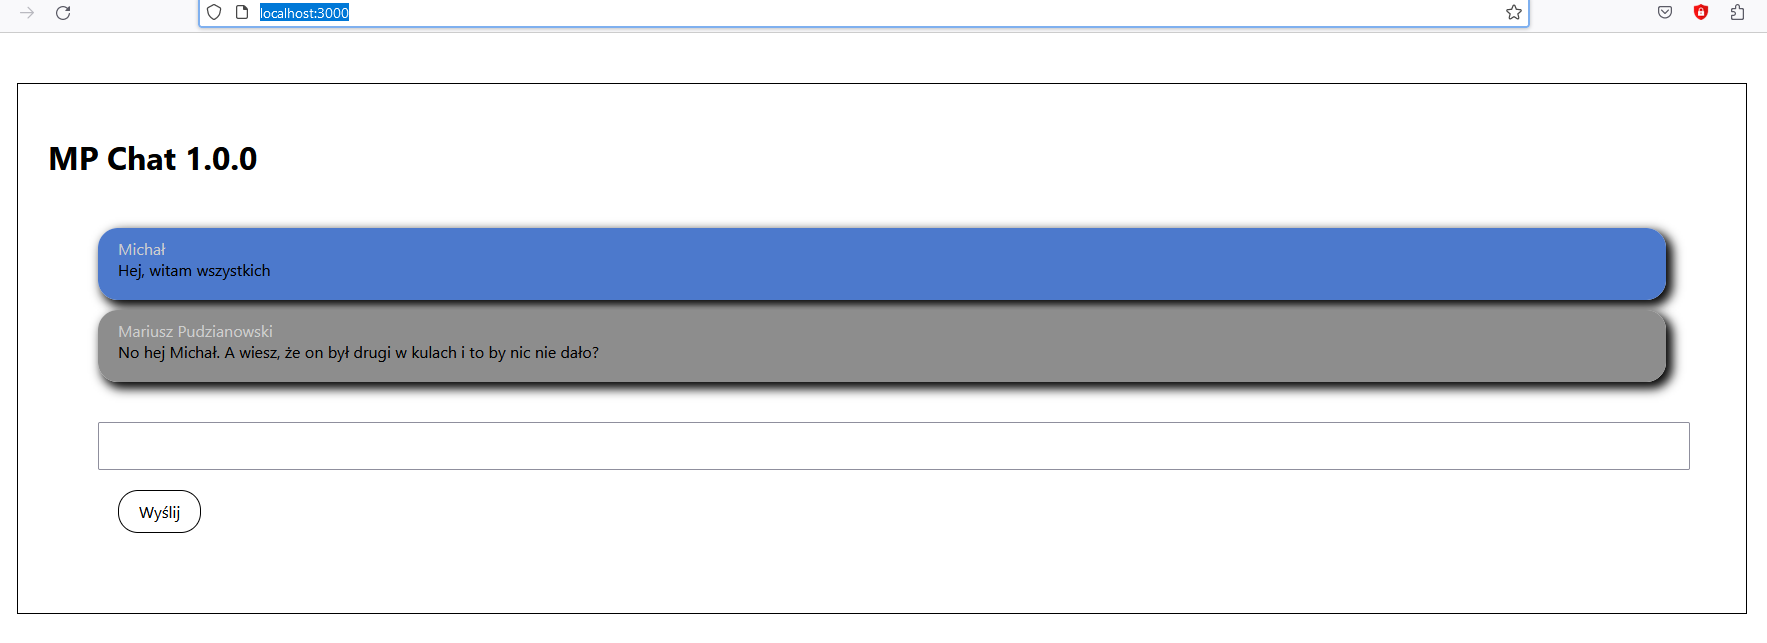 localhost:3000
MP Chat 1.0.0
Michał
Hej, witam wszystkich
Mariusz Pudzianowski
No hej Michał. A wiesz, że on był drugi w kulach i to by nic nie dało?
Wyślij